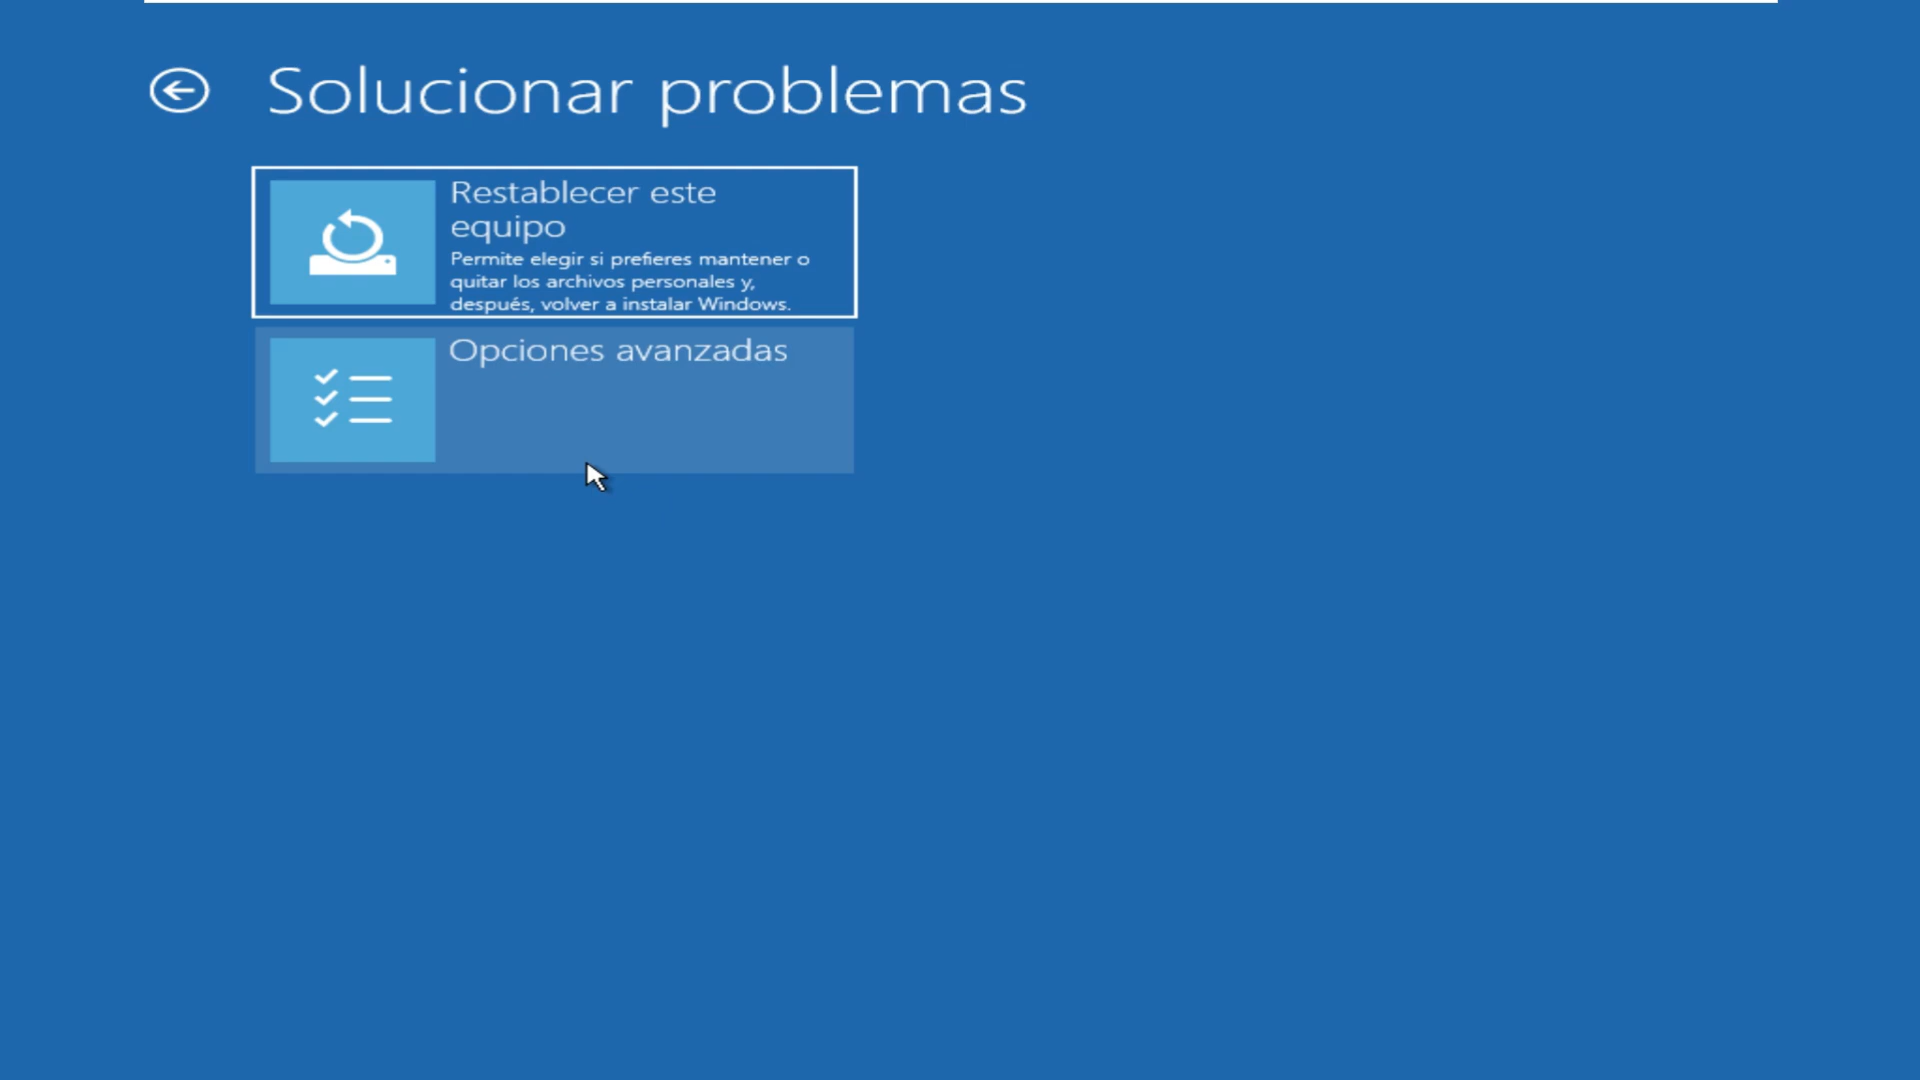 Solucionar problemas
Restablecer este
equipo
Permite elegir si prefieres mantener o
quitar los archivos personales y,
después, volver a instalar Windows.
Opciones avanzadas